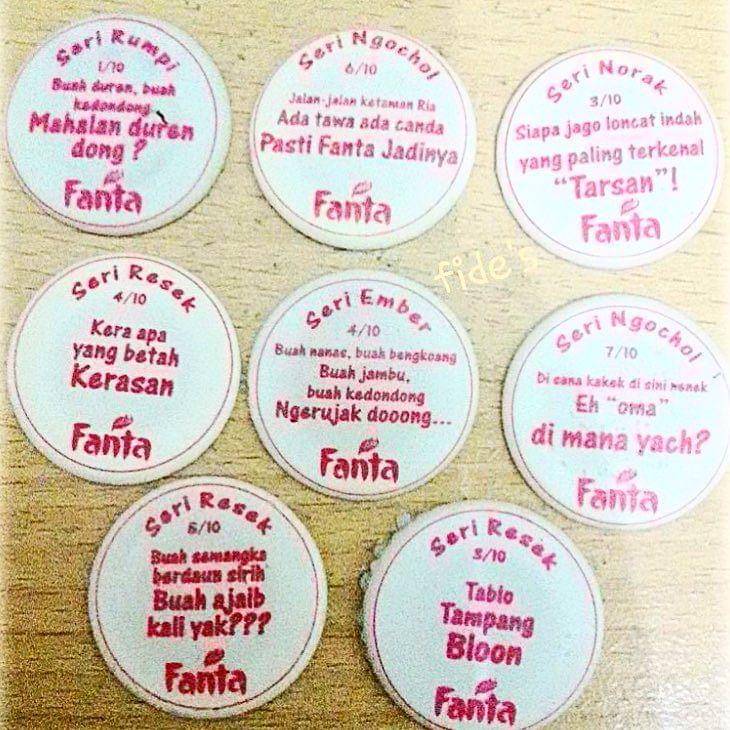 Seri Rumpi
1/10
Buah duren, buah
kedondong
Mahalan duren
dong ?
Fanta
Seri Ngochol
6/10
Jalan-jalan ketaman Ria
Ada tawa ada canda
Pasti Fanta Jadinya
Fanta
Seri Norak
3/10
Siapa jago loncat indah
yang paling terkenal
"Tarsan"!
Fanta
Seri Resek
4/10
Kera apa
yang betah
Kerasan
Fanta
Seri Ember
4/10
Buah nanas, buah bengkoang
Buah jambu,
buah kedondong
Ngerujak dooong...
Fanta
Seri Ngochol
7/10
Di sana kakek di sini nenek
Eh "oma"
di mana yach?
Fanta
Seri Resek
/10
Buah semangka
berdaun sirih
Buah ajaib
kali yak???
Fanta
Seri Resek
/10
Tablo
Tampang
Bloon
Fanta
fide's